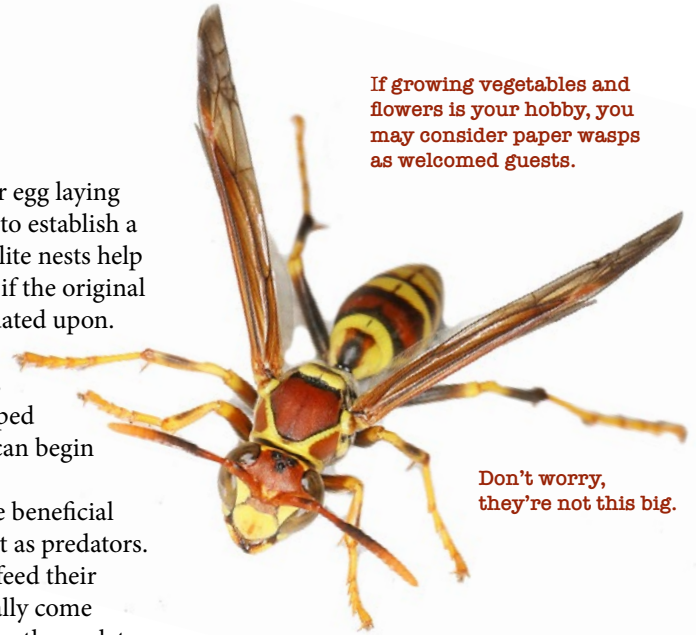 If growing vegetables and
flowers is your hobby, you
may consider paper wasps
as welcomed guests.
r egg laying
to establish a
lite nests help
if the original
ated upon.
ped
can begin
e beneficial
t as predators.
feed their
ally come
Don't worry,
they're not this big.